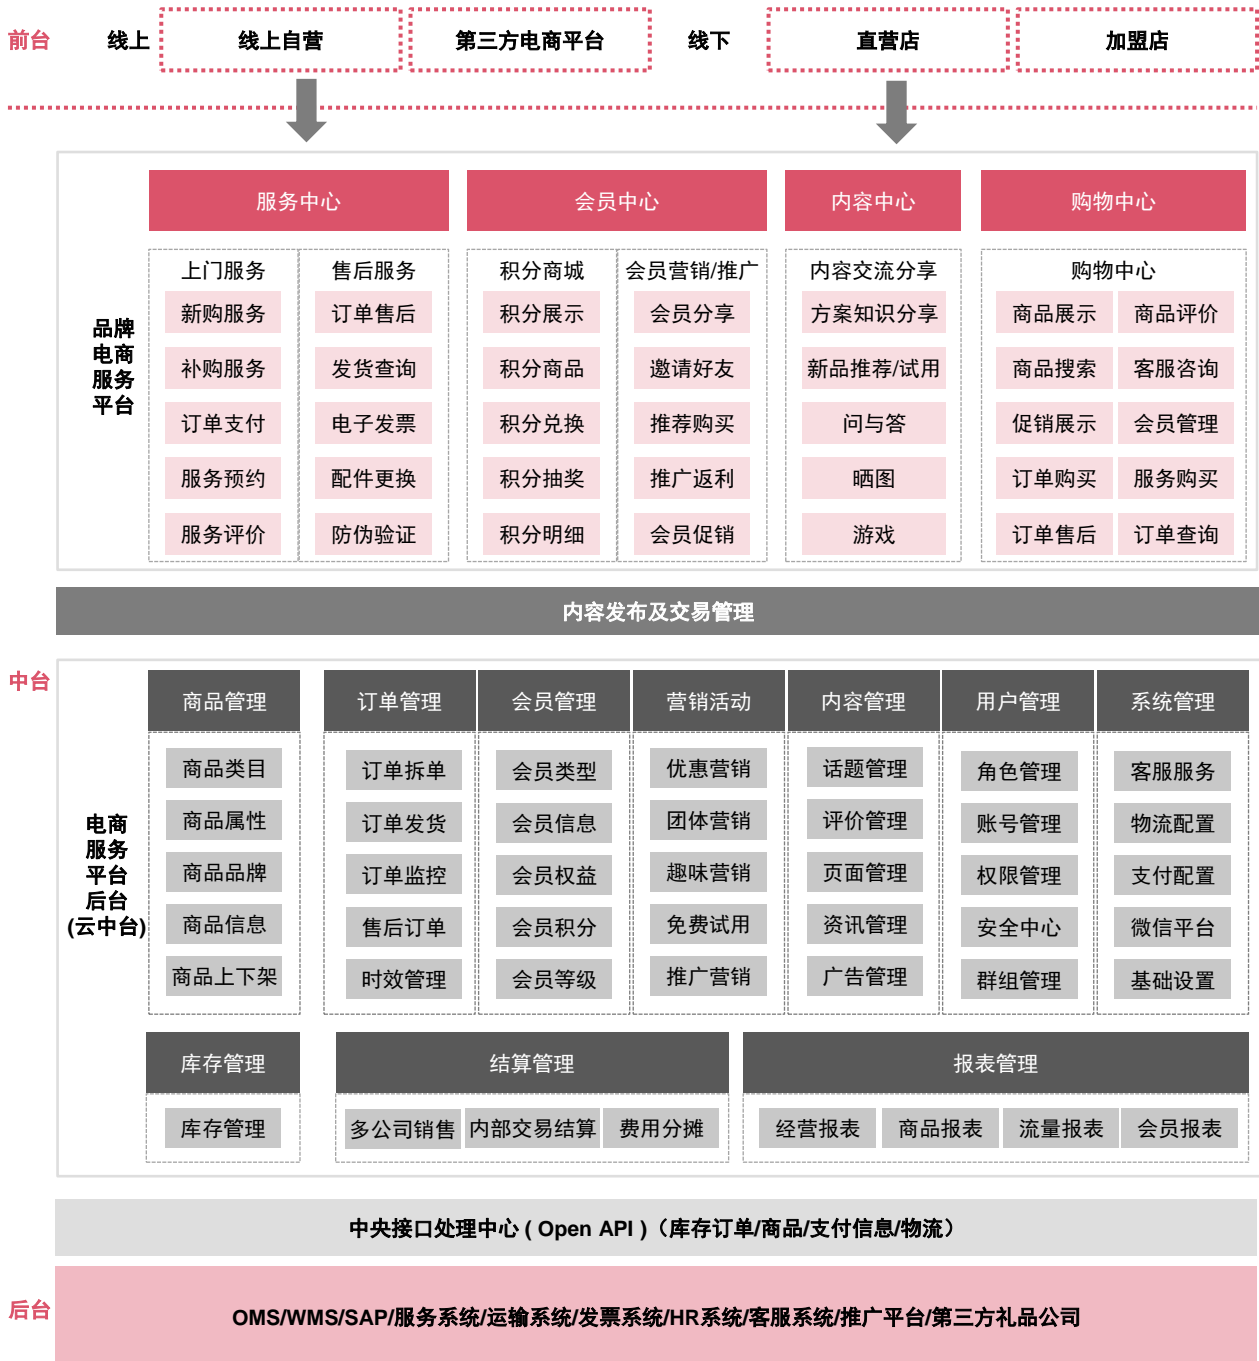 前台
线上
线上自营
第三方电商平台
线下
直营店
加盟店
品牌
电商
服务
平台
服务中心
会员中心
内容中心
购物中心
上门服务
新购服务
补购服务
订单支付
服务预约
服务评价
售后服务
订单售后
发货查询
电子发票
配件更换
防伪验证
积分商城
积分展示
积分商品
积分兑换
积分抽奖
积分明细
会员营销/推广
会员分享
邀请好友
推荐购买
推广返利
会员促销
内容交流分享
方案知识分享
新品推荐/试用
问与答
晒图
游戏
购物中心
商品展示
商品评价
商品搜索
客服咨询
促销展示
会员管理
订单购买
服务购买
订单售后
订单查询
内容发布及交易管理
中台
电商
服务
平台
后台
(云中台)
商品管理
商品类目
商品属性
商品品牌
商品信息
商品上下架
订单管理
订单拆单
订单发货
订单监控
售后订单
时效管理
会员管理
会员类型
会员信息
会员权益
会员积分
会员等级
营销活动
优惠营销
团体营销
趣味营销
免费试用
推广营销
内容管理
话题管理
评价管理
页面管理
资讯管理
广告管理
用户管理
角色管理
账号管理
权限管理
安全中心
群组管理
系统管理
客服服务
物流配置
支付配置
微信平台
基础设置
库存管理
库存管理
结算管理
多公司销售
内部交易结算
费用分摊
报表管理
经营报表
商品报表
流量报表
会员报表
中央接口处理中心 ( Open API )（库存订单/商品/支付信息/物流）
后台
OMS/WMS/SAP/服务系统/运输系统/发票系统/HR系统/客服系统/推广平台/第三方礼品公司